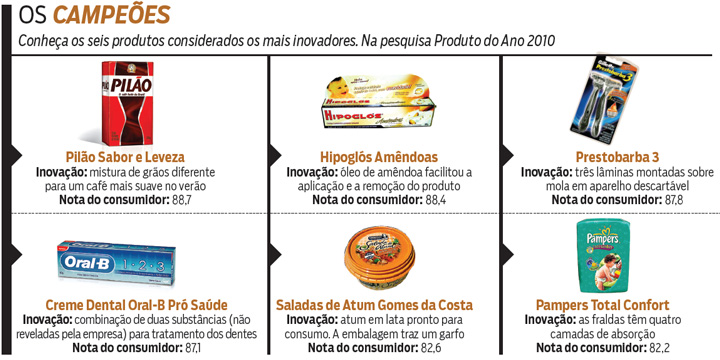 OS CAMPEÕES
Conheça os seis produtos considerados os mais inovadores. Na pesquisa Produto do Ano 2010
PILÃO
HIPOGLÓS
Amêndoas
Prestobarba 3
Pilão Sabor e Leveza
Inovação: mistura de grãos diferente
para um café mais suave no verão
Nota do consumidor: 88,7
Hipoglós Amêndoas
Inovação: óleo de amêndoa facilitou a
aplicação e a remoção do produto
Nota do consumidor: 88,4
Prestobarba 3
Inovação: três lâminas montadas sobre
mola em aparelho descartável
Nota do consumidor: 87,8
Oral-B 1 2 3
Pampers
Creme Dental Oral-B Pró Saúde
Inovação: combinação de duas substâncias (não
reveladas pela empresa) para tratamento dos dentes
Nota do consumidor: 87,1
Saladas de Atum Gomes da Costa
Inovação: atum em lata pronto para
consumo. A embalagem traz um garfo
Nota do consumidor: 82,6
Pampers Total Confort
Inovação: as fraldas têm quatro
camadas de absorção
Nota do consumidor: 82,2